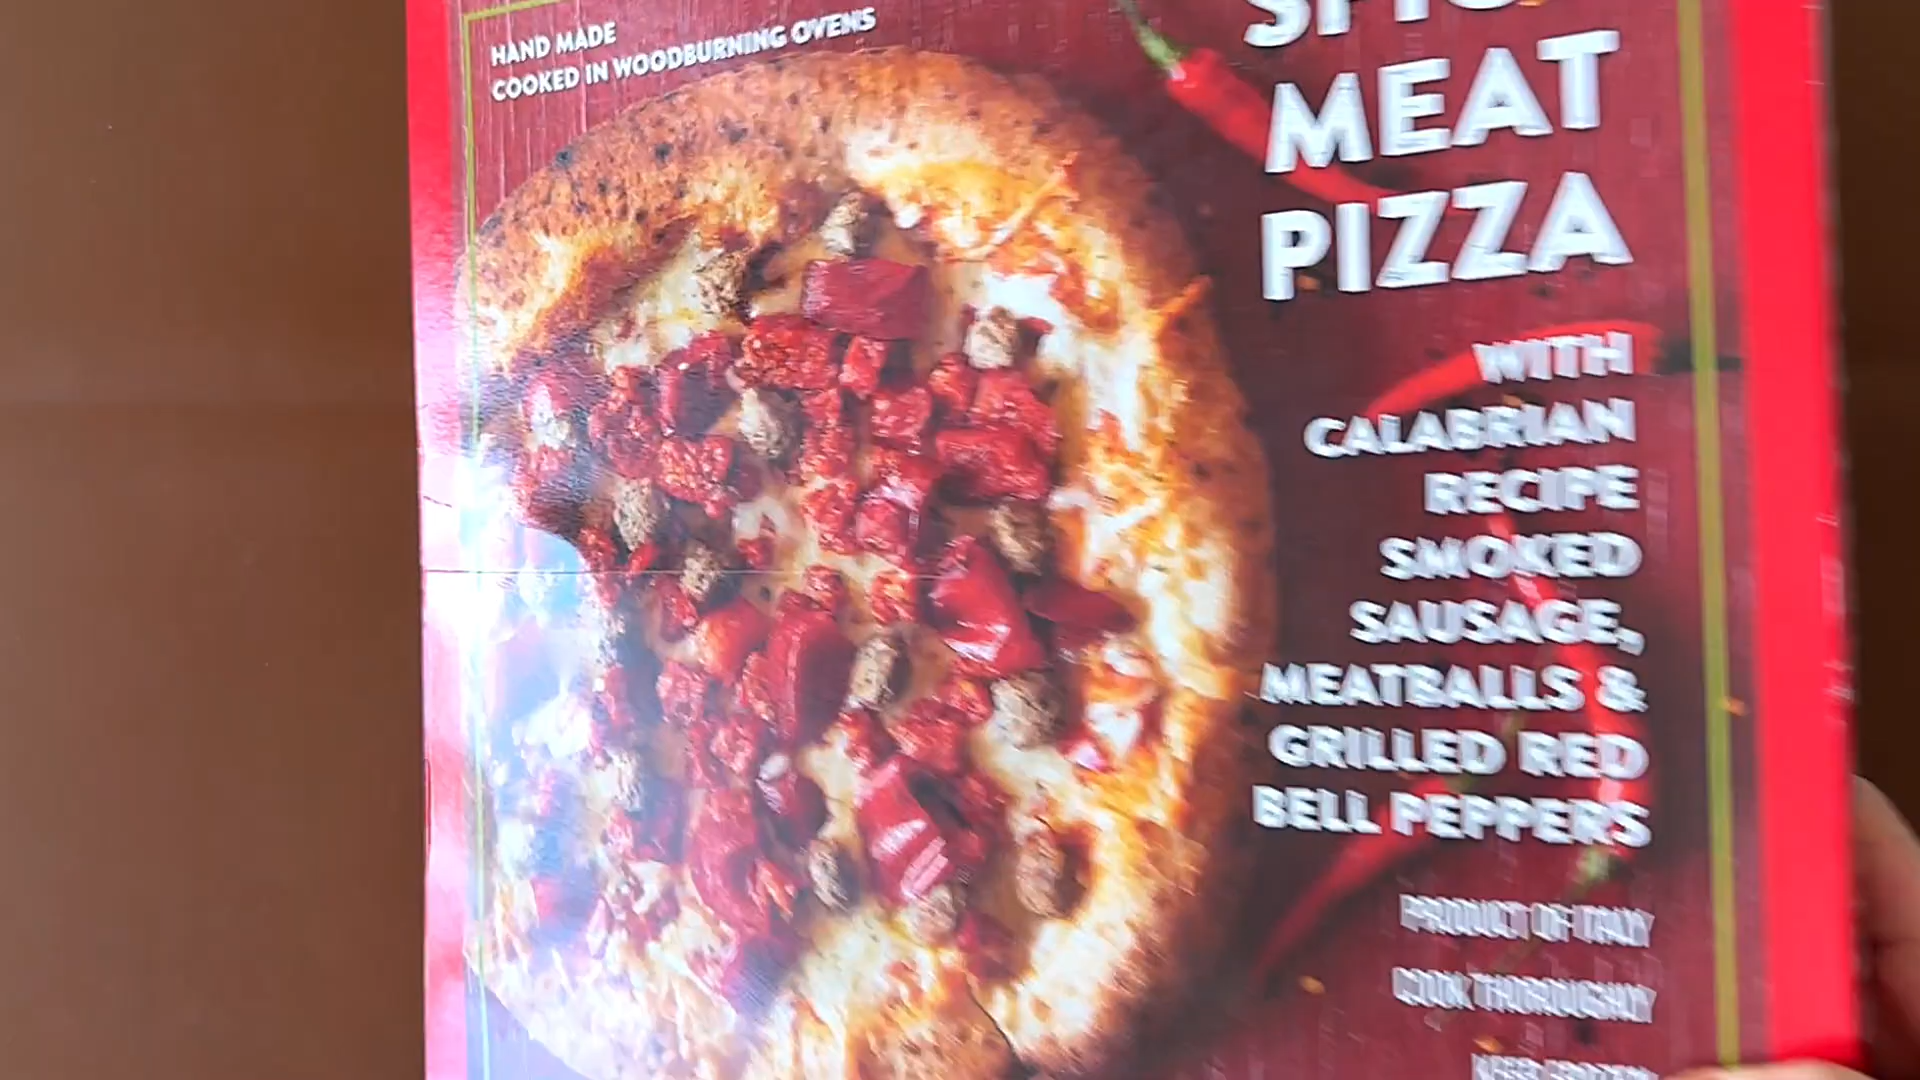 HAND MADE
COOKED IN WOODBURNING OVENS
MEAT
PIZZA
WITH
CALABRIAN
RECIPE
SMOKED
SAUSAGE,
MEATBALLS &
GRILLED RED
BELL PEPPERS
PRODUCT OF ITALY
COOK THOROUGHLY